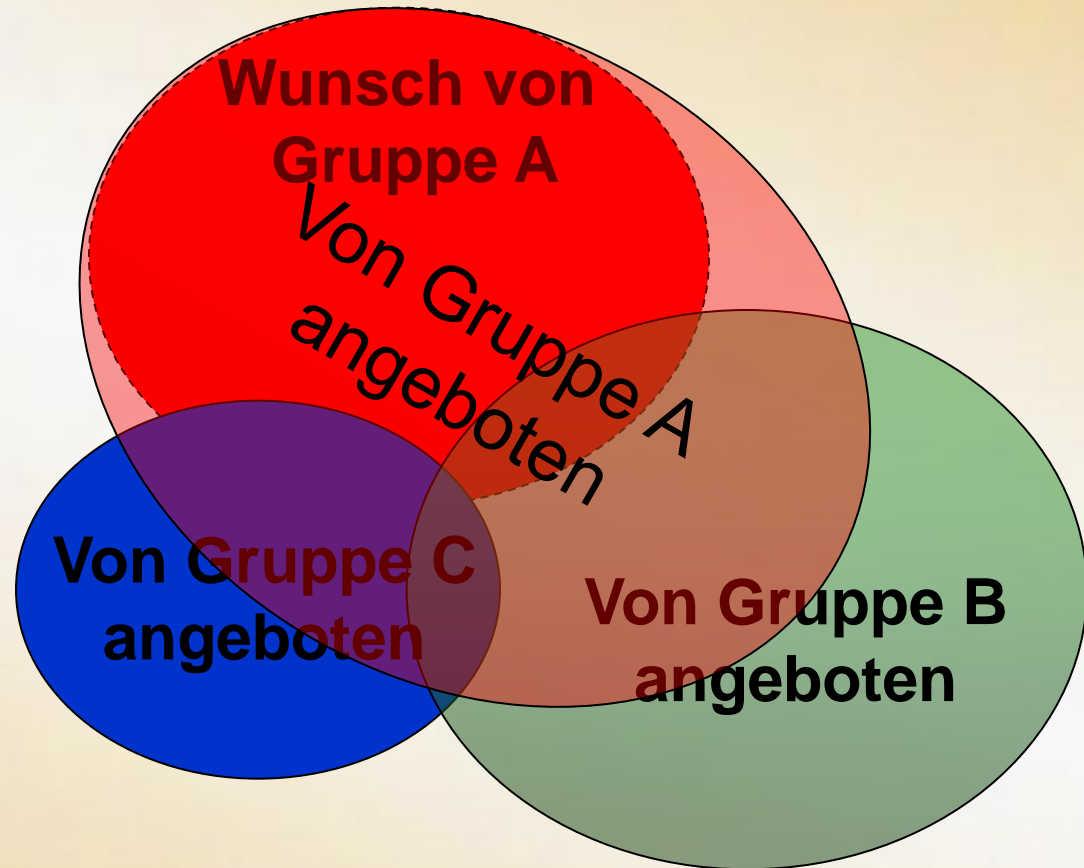 Wunsch von
Gruppe A
Von Gruppe A
angeboten
Von Gruppe C
angeboten
Von Gruppe B
angeboten